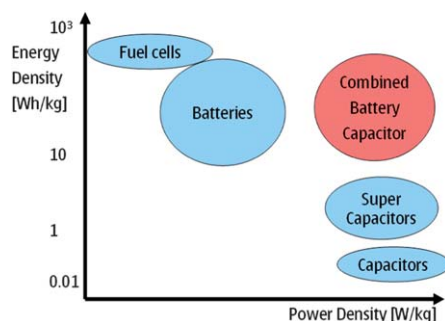 10³
Energy
Density
[Wh/kg]
Fuel cells
Batteries
Combined
Battery
Capacitor
10
Super
Capacitors
1
Capacitors
0.01
Power Density [W/kg]